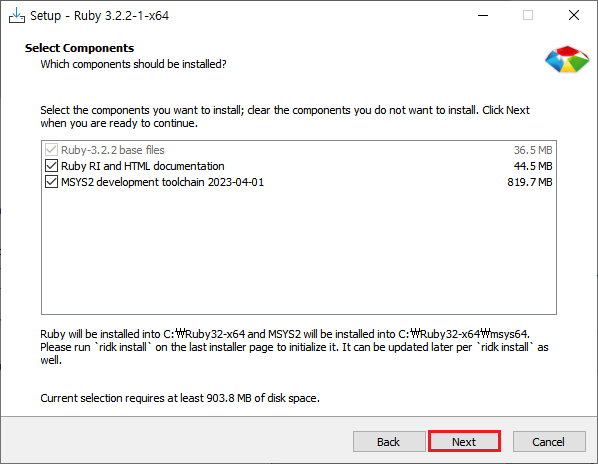 Setup - Ruby 3.2.2-1-x64
Select Components
Which components should be installed?
Select the components you want to install; clear the components you do not want to install. Click Next
when you are ready to continue.
Ruby-3.2.2 base files 36.5 MB
Ruby RI and HTML documentation 44.5 MB
MSYS2 development toolchain 2023-04-01 819.7 MB
Ruby will be installed into C:₩Ruby32-x64 and MSYS2 will be installed into C:₩Ruby32-x64₩msys64.
Please run `ridk install` on the last installer page to initialize it. It can be updated later per `ridk install` as
well.
Current selection requires at least 903.8 MB of disk space.
Back Next Cancel